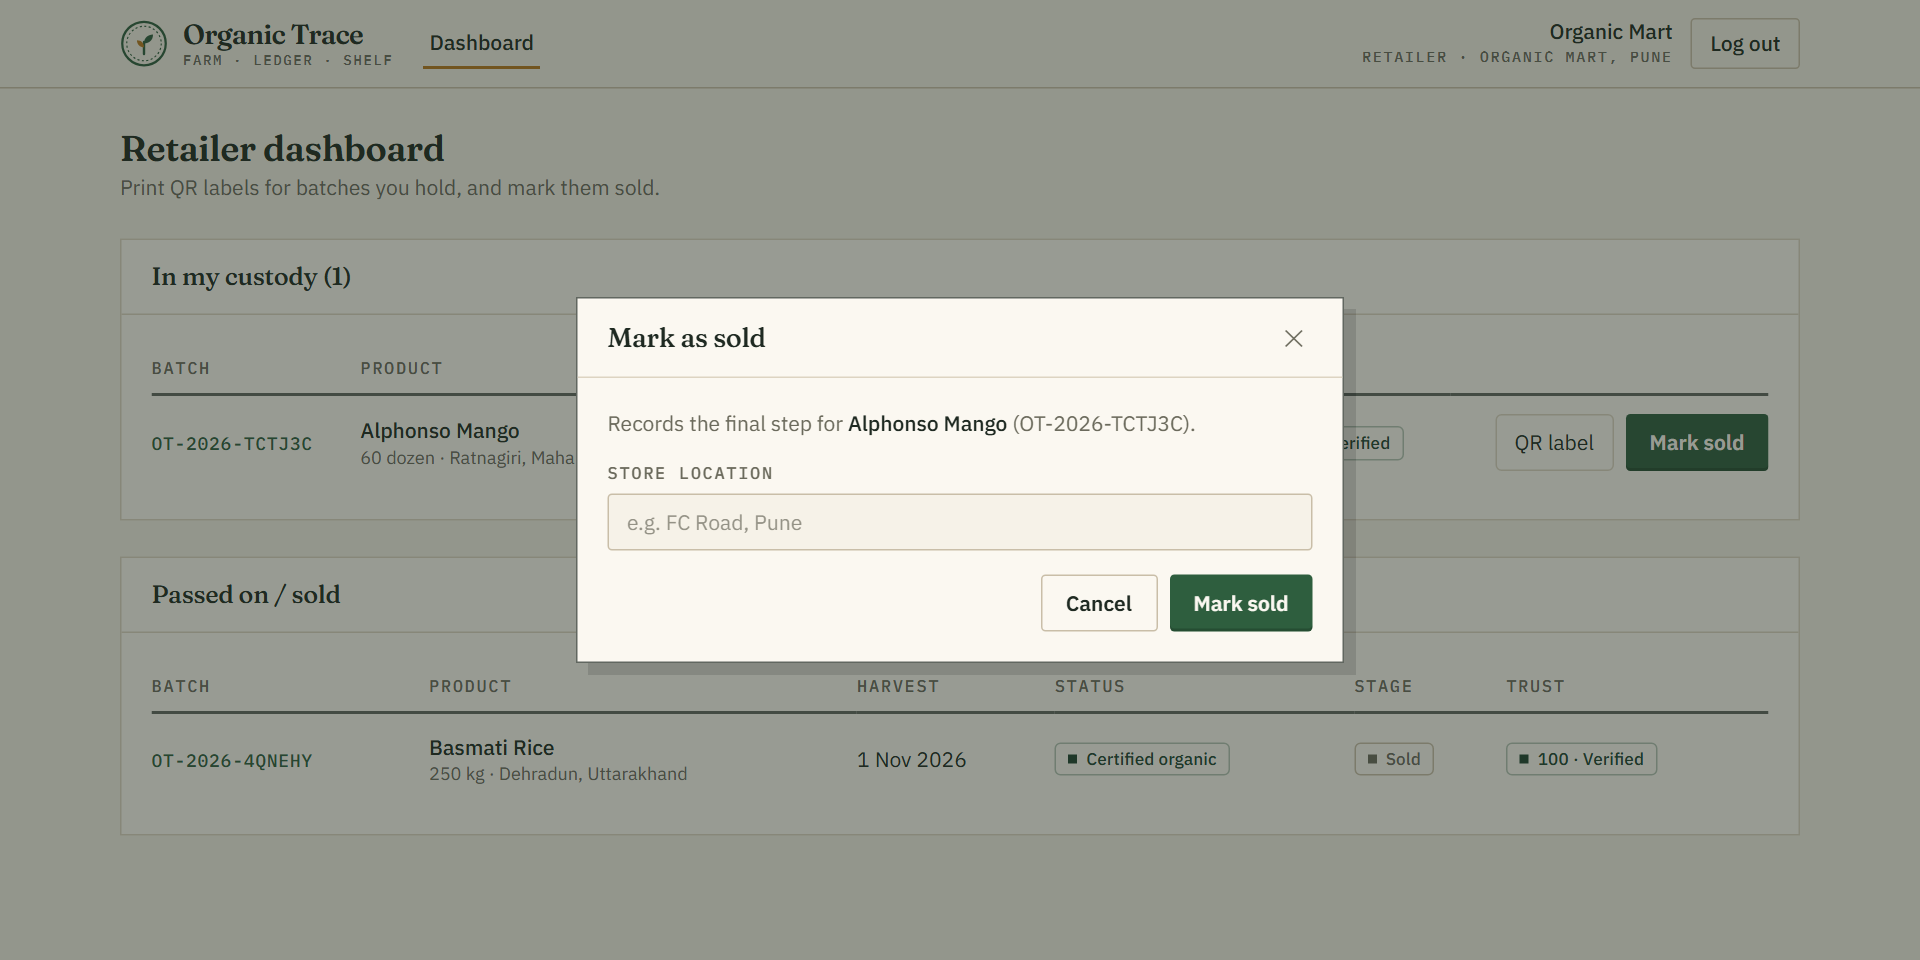 Organic Trace
FARM · LEDGER · SHELF
Dashboard
Organic Mart
RETAILER · ORGANIC MART, PUNE
Log out
Retailer dashboard
Print QR labels for batches you hold, and mark them sold.
In my custody (1)
BATCH PRODUCT
OT-2026-TCTJ3C
Alphonso Mango
60 dozen · Ratnagiri, Maha
erified
QR label
Mark sold
Mark as sold
Records the final step for Alphonso Mango (OT-2026-TCTJ3C).
STORE LOCATION
e.g. FC Road, Pune
Cancel
Mark sold
Passed on / sold
BATCH PRODUCT HARVEST STATUS STAGE TRUST
OT-2026-4QNEHY
Basmati Rice
250 kg · Dehradun, Uttarakhand
1 Nov 2026
Certified organic
Sold
100 · Verified